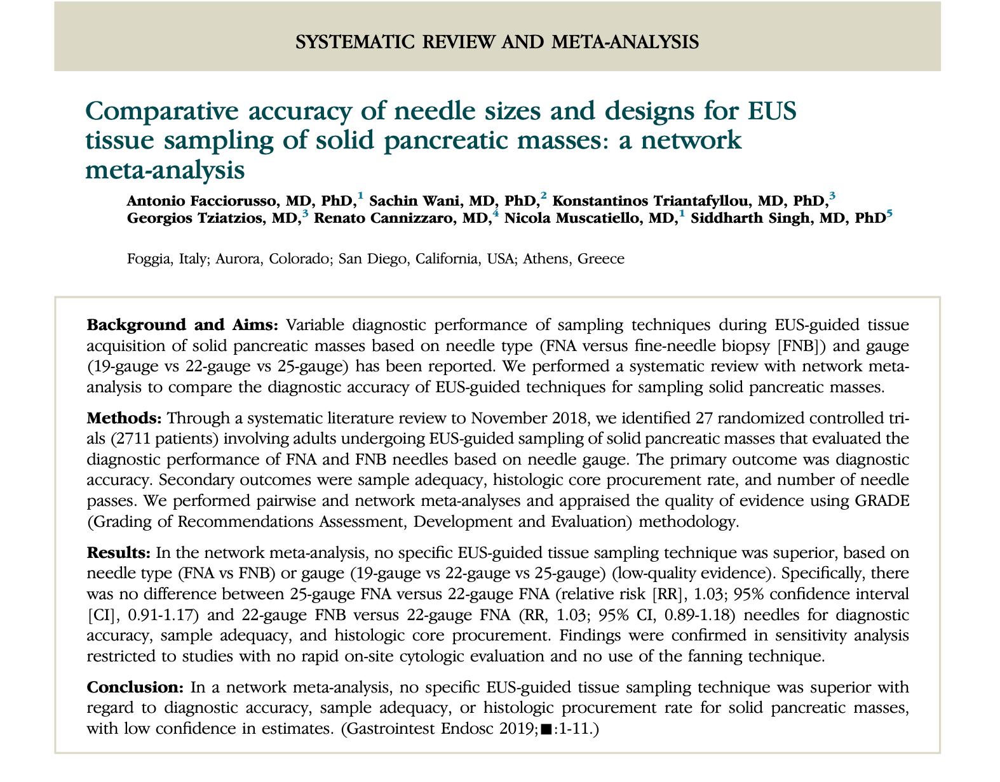 SYSTEMATIC REVIEW AND META-ANALYSIS
Comparative accuracy of needle sizes and designs for EUS
tissue sampling of solid pancreatic masses: a network
meta-analysis
Antonio Facciorusso, MD, PhD,1 Sachin Wani, MD, PhD,2 Konstantinos Triantafyllou, MD, PhD,3
Georgios Tziatzios, MD,3 Renato Cannizzaro, MD,4 Nicola Muscatiello, MD,1 Siddharth Singh, MD, PhD5
Foggia, Italy; Aurora, Colorado; San Diego, California, USA; Athens, Greece
Background and Aims: Variable diagnostic performance of sampling techniques during EUS-guided tissue
acquisition of solid pancreatic masses based on needle type (FNA versus fine-needle biopsy [FNB]) and gauge
(19-gauge vs 22-gauge vs 25-gauge) has been reported. We performed a systematic review with network meta-
analysis to compare the diagnostic accuracy of EUS-guided techniques for sampling solid pancreatic masses.
Methods: Through a systematic literature review to November 2018, we identified 27 randomized controlled tri-
als (2711 patients) involving adults undergoing EUS-guided sampling of solid pancreatic masses that evaluated the
diagnostic performance of FNA and FNB needles based on needle gauge. The primary outcome was diagnostic
accuracy. Secondary outcomes were sample adequacy, histologic core procurement rate, and number of needle
passes. We performed pairwise and network meta-analyses and appraised the quality of evidence using GRADE
(Grading of Recommendations Assessment, Development and Evaluation) methodology.
Results: In the network meta-analysis, no specific EUS-guided tissue sampling technique was superior, based on
needle type (FNA vs FNB) or gauge (19-gauge vs 22-gauge vs 25-gauge) (low-quality evidence). Specifically, there
was no difference between 25-gauge FNA versus 22-gauge FNA (relative risk [RR], 1.03; 95% confidence interval
[CI], 0.91-1.17) and 22-gauge FNB versus 22-gauge FNA (RR, 1.03; 95% CI, 0.89-1.18) needles for diagnostic
accuracy, sample adequacy, and histologic core procurement. Findings were confirmed in sensitivity analysis
restricted to studies with no rapid on-site cytologic evaluation and no use of the fanning technique.
Conclusion: In a network meta-analysis, no specific EUS-guided tissue sampling technique was superior with
regard to diagnostic accuracy, sample adequacy, or histologic procurement rate for solid pancreatic masses,
with low confidence in estimates. (Gastrointest Endosc 2019;■:1-11.)